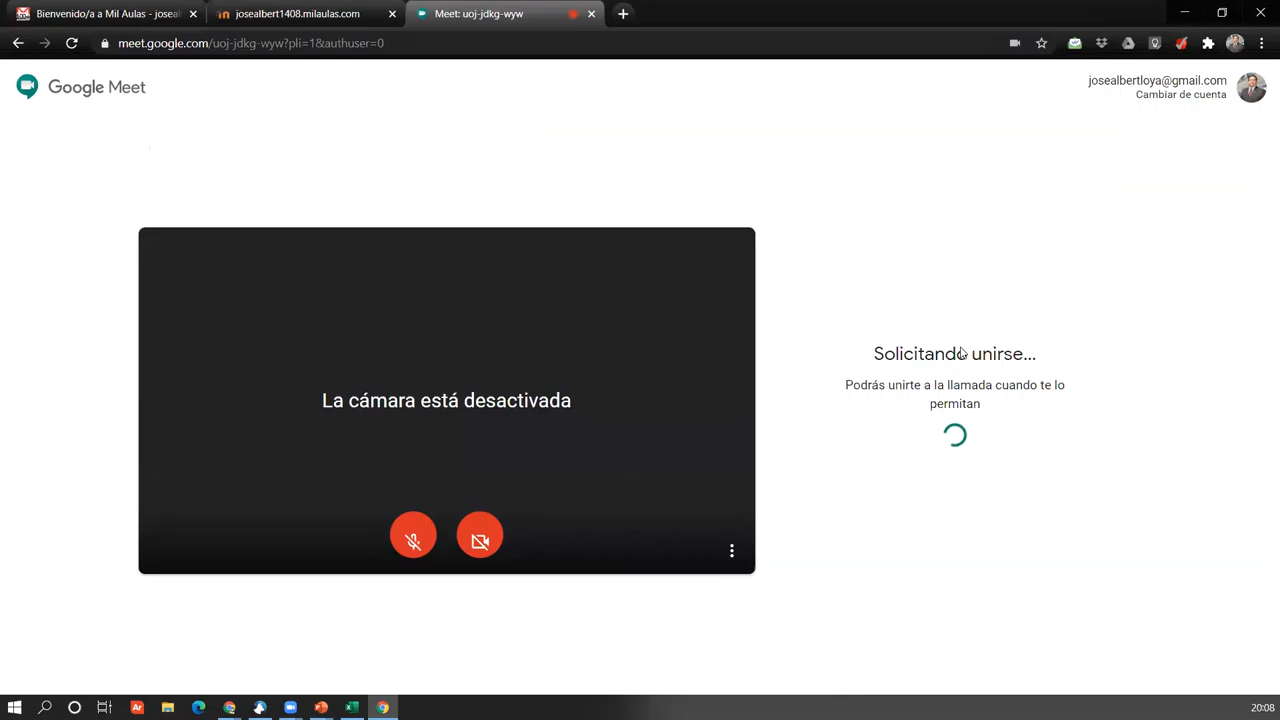 Bienvenido/a a Mil Aulas - joseal
josealbert1408.milaulas.com
Meet: uoj-jdkg-wyw
meet.google.com/uoj-jdkg-wyw?pli=1&authuser=0
Google Meet
josealbertloya@gmail.com
Cambiar de cuenta
La cámara está desactivada
Solicitando unirse...
Podrás unirte a la llamada cuando te lo
permitan
Ar
20:08